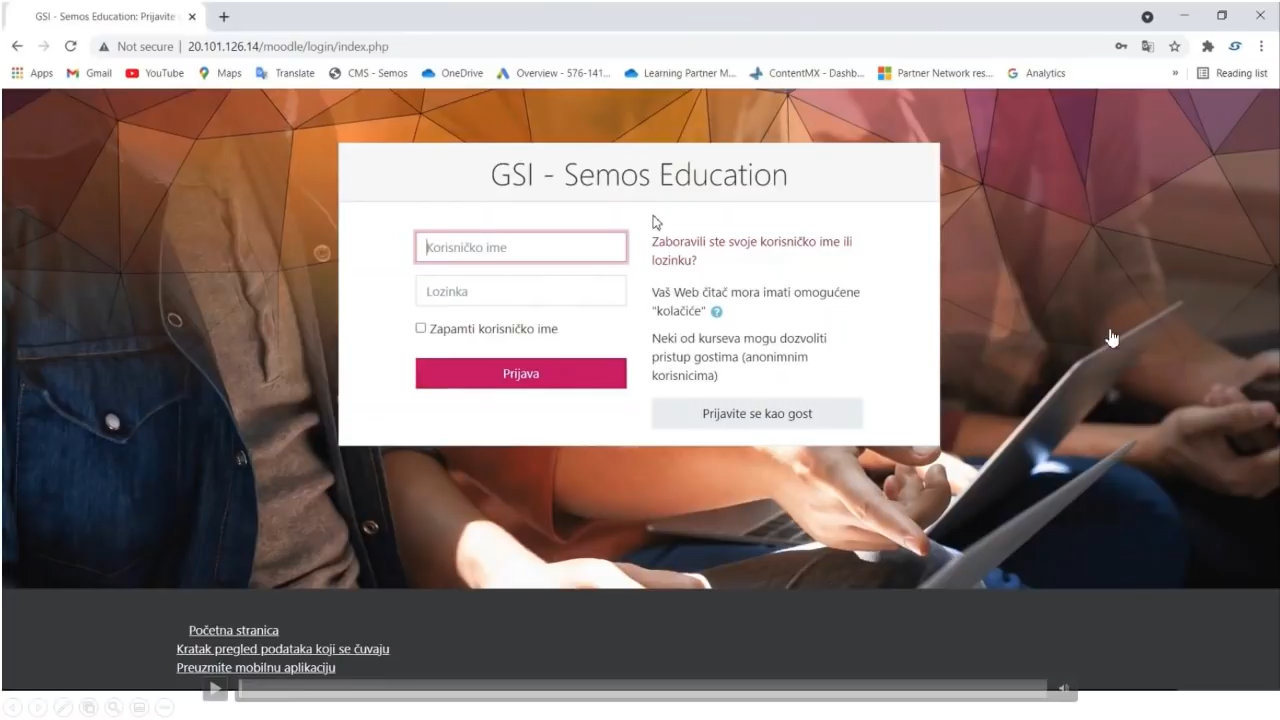 GSI - Semos Education: Prijavite
Not secure | 20.101.126.14/moodle/login/index.php
Apps Gmail YouTube Maps Translate CMS - Semos OneDrive Overview - 576-141... Learning Partner M... ContentMX - Dashb... Partner Network res... Analytics » Reading list
GSI - Semos Education
Korisničko ime
Lozinka
Zapamti korisničko ime
Prijava
Zaboravili ste svoje korisničko ime ili
lozinku?
Vaš Web čitač mora imati omogućene
"kolačiće" ?
Neki od kurseva mogu dozvoliti
pristup gostima (anonimnim
korisnicima)
Prijavite se kao gost
Početna stranica
Kratak pregled podataka koji se čuvaju
Preuzmite mobilnu aplikaciju